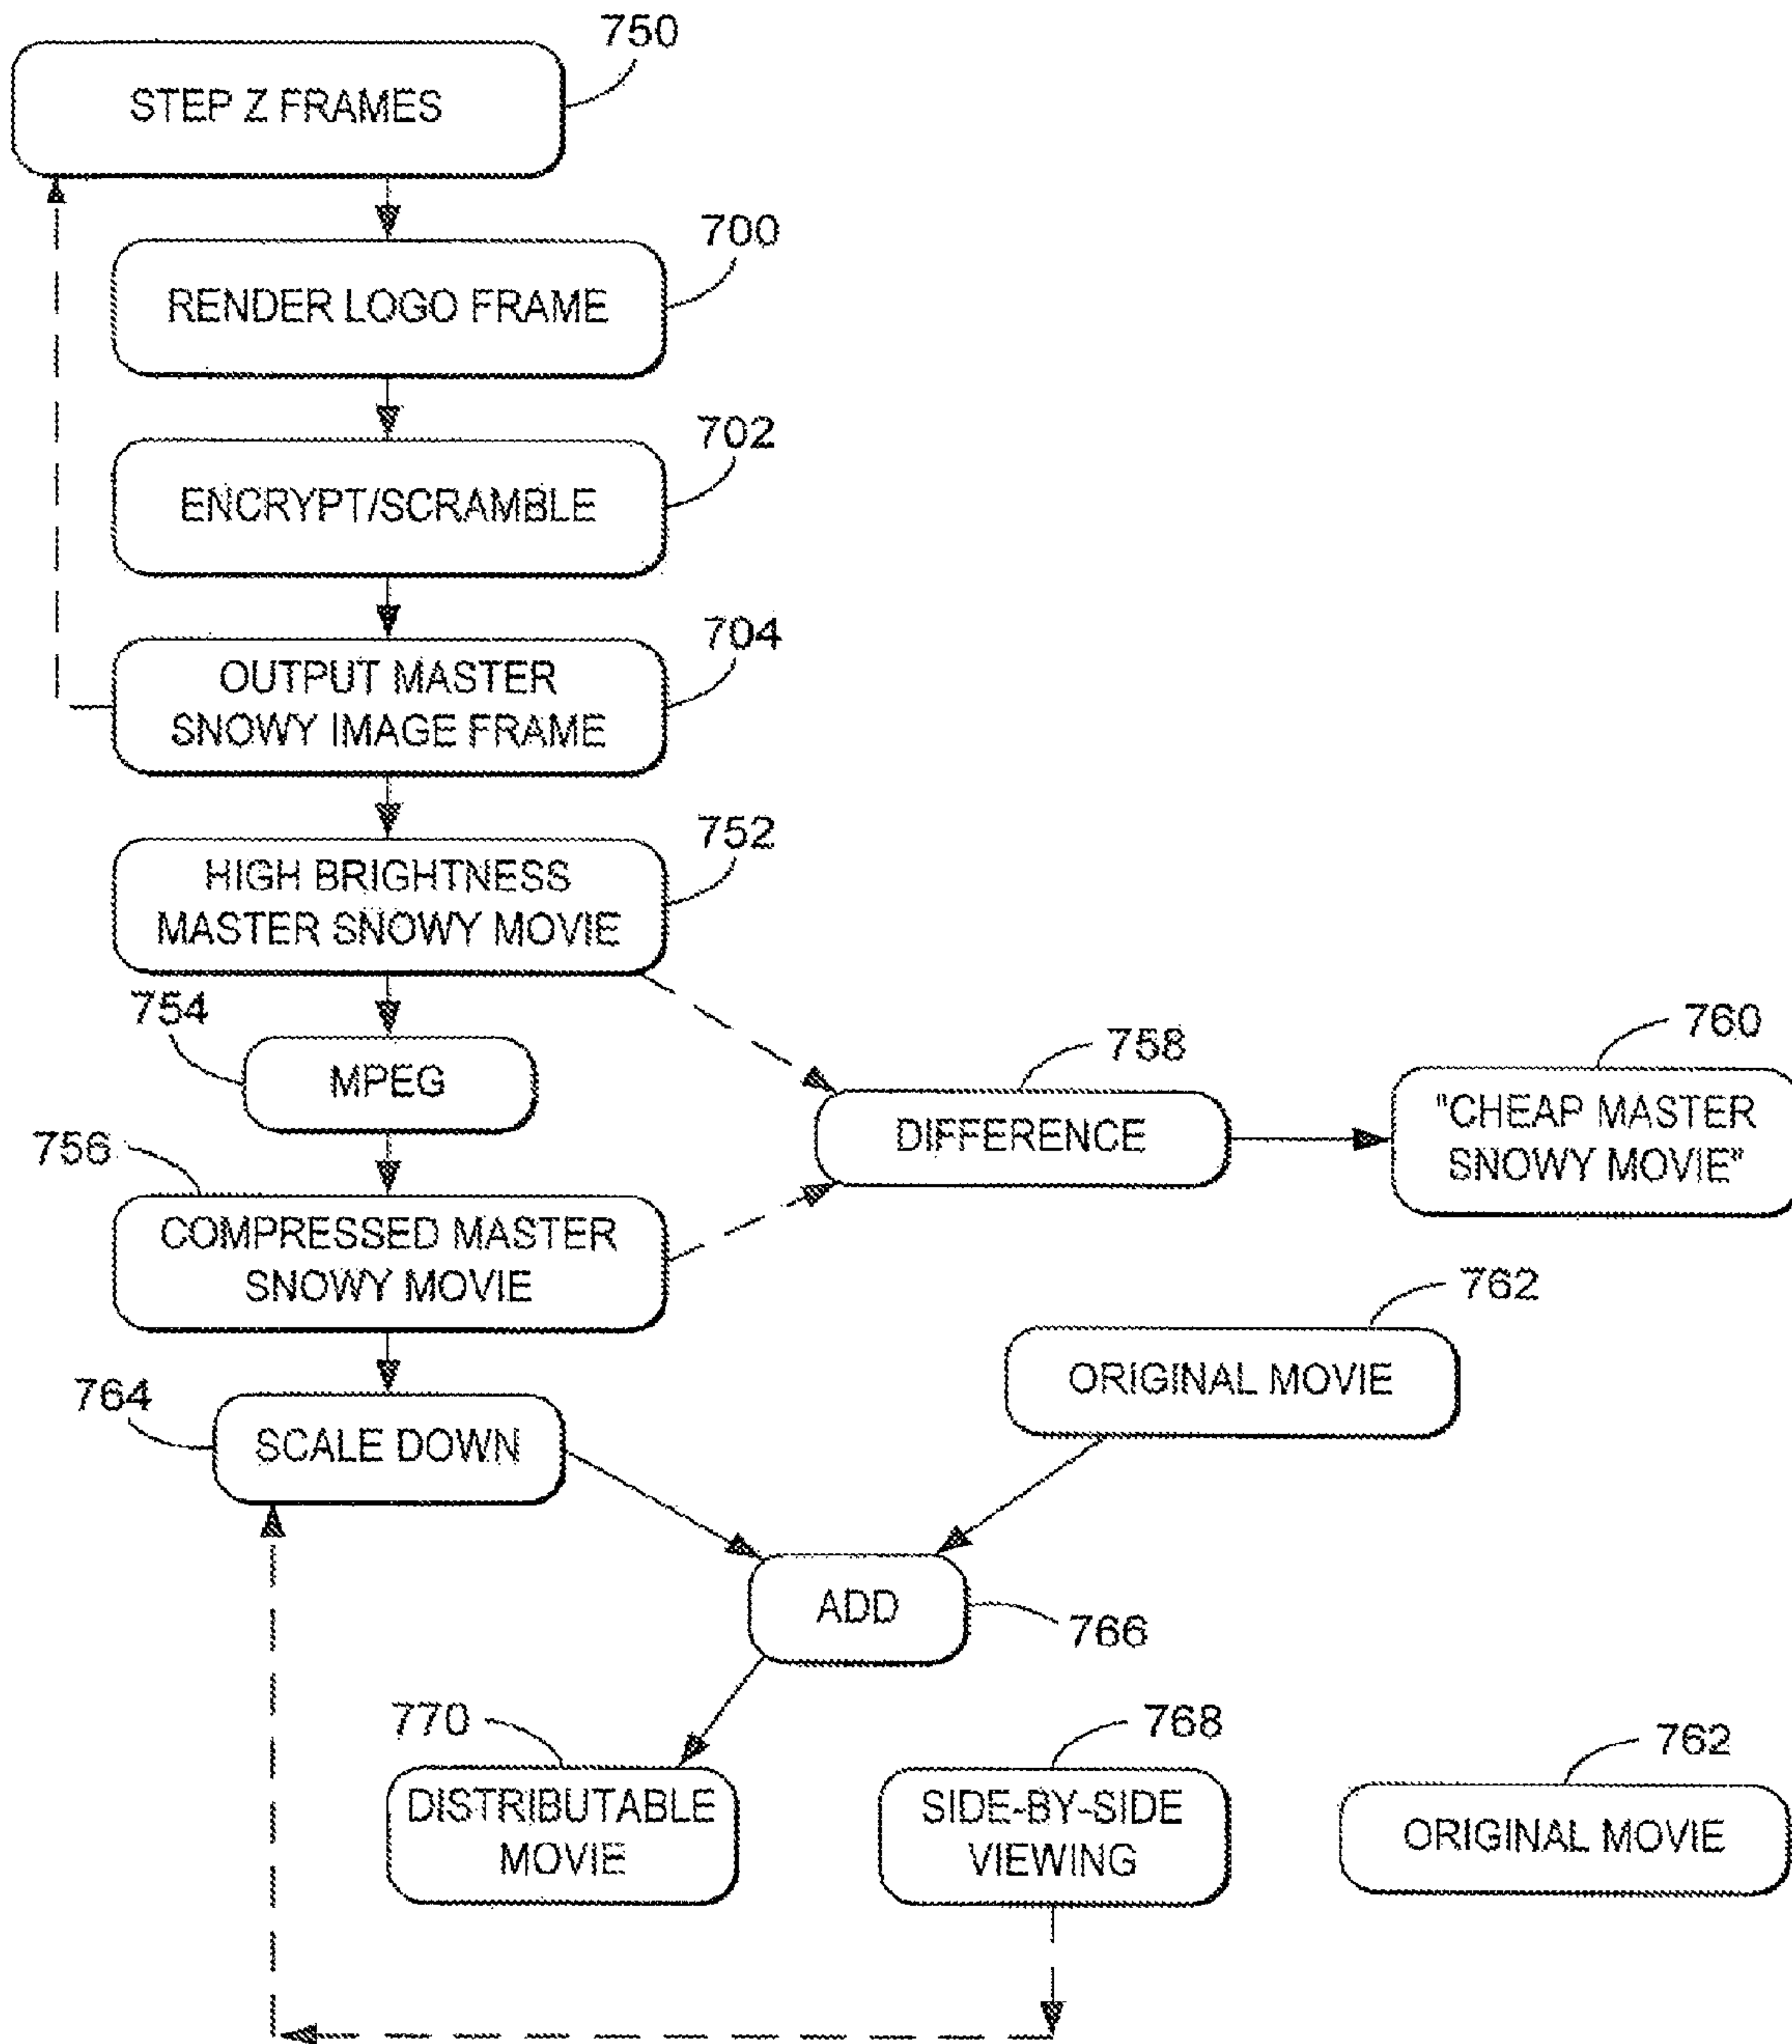 750
STEP Z FRAMES
700
RENDER LOGO FRAME
702
ENCRYPT/SCRAMBLE
704
OUTPUT MASTER
SNOWY IMAGE FRAME
752
HIGH BRIGHTNESS
MASTER SNOWY MOVIE
754
MPEG
758
DIFFERENCE
760
"CHEAP MASTER
SNOWY MOVIE"
756
COMPRESSED MASTER
SNOWY MOVIE
762
ORIGINAL MOVIE
764
SCALE DOWN
ADD
766
770
DISTRIBUTABLE
MOVIE
768
SIDE-BY-SIDE
VIEWING
762
ORIGINAL MOVIE